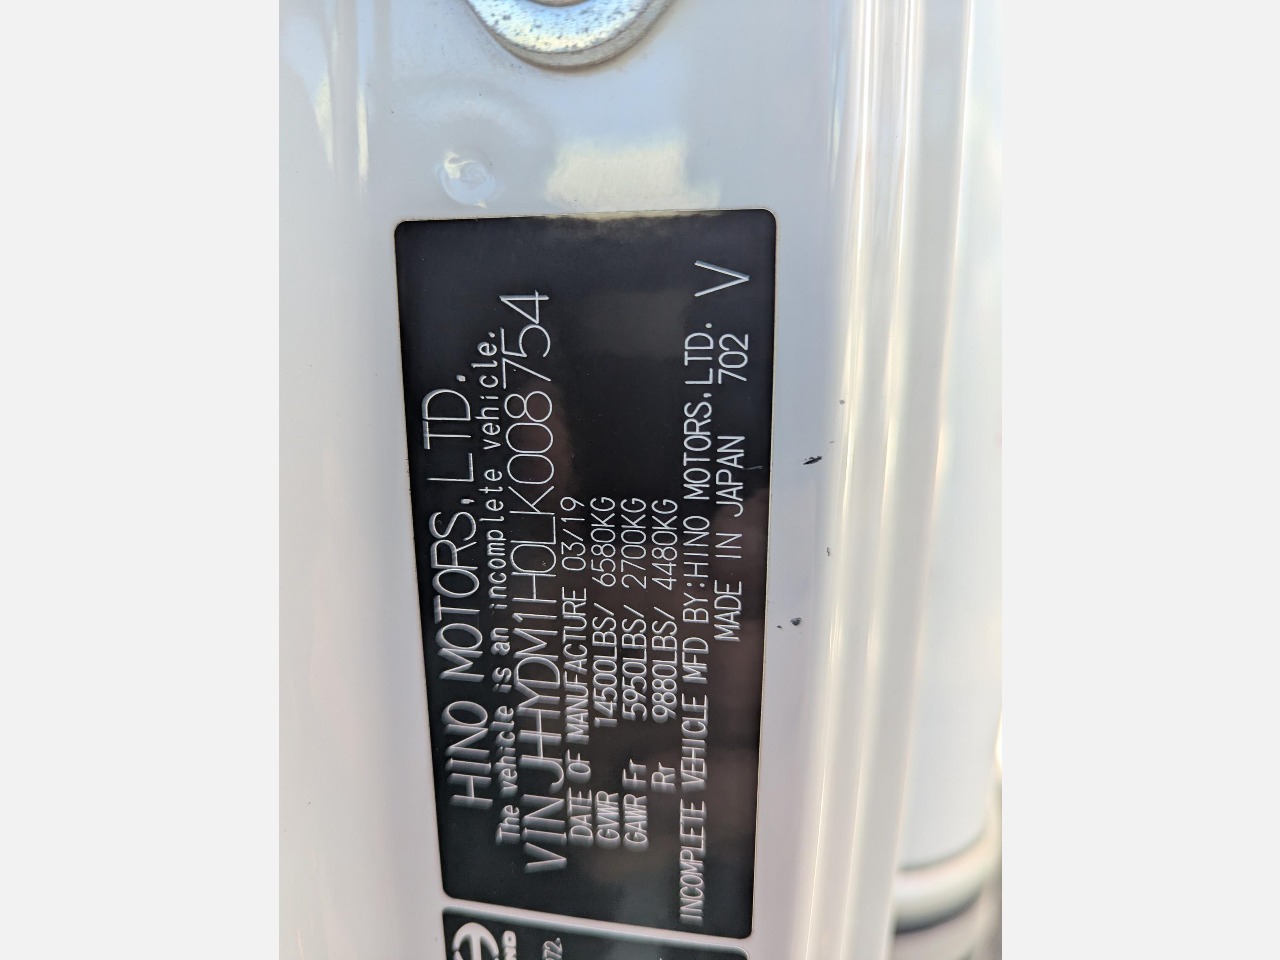 HINO MOTORS, LTD.
The vehicle is an incomplete vehicle.
VIN JHHYDM1H0LK008754
DATE OF MANUFACTURE 03/19
GVWR 14500LBS/ 6580KG
GAWR Fr 5950LBS/ 2700KG
Rr 9880LBS/ 4480KG
INCOMPLETE VEHICLE MFD BY:HINO MOTORS,LTD. V
MADE IN JAPAN 702